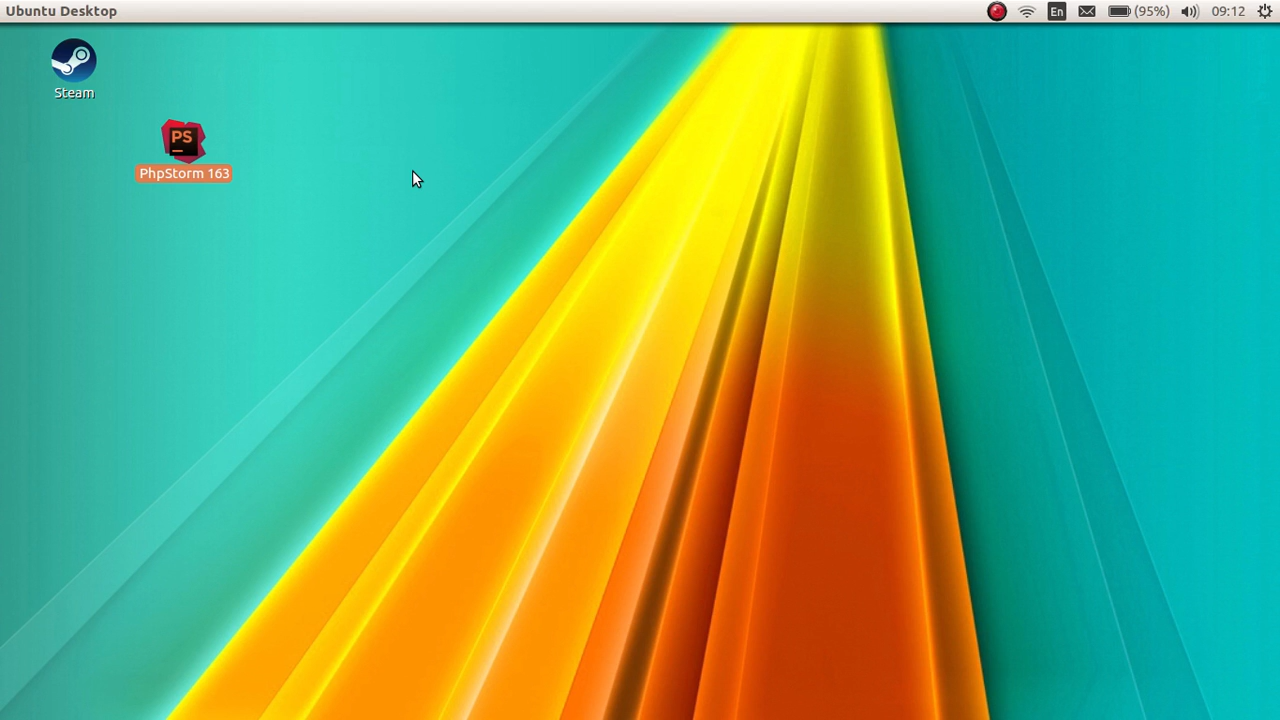 Ubuntu Desktop
En
(95%)
09:12
Steam
PS
PhpStorm 163